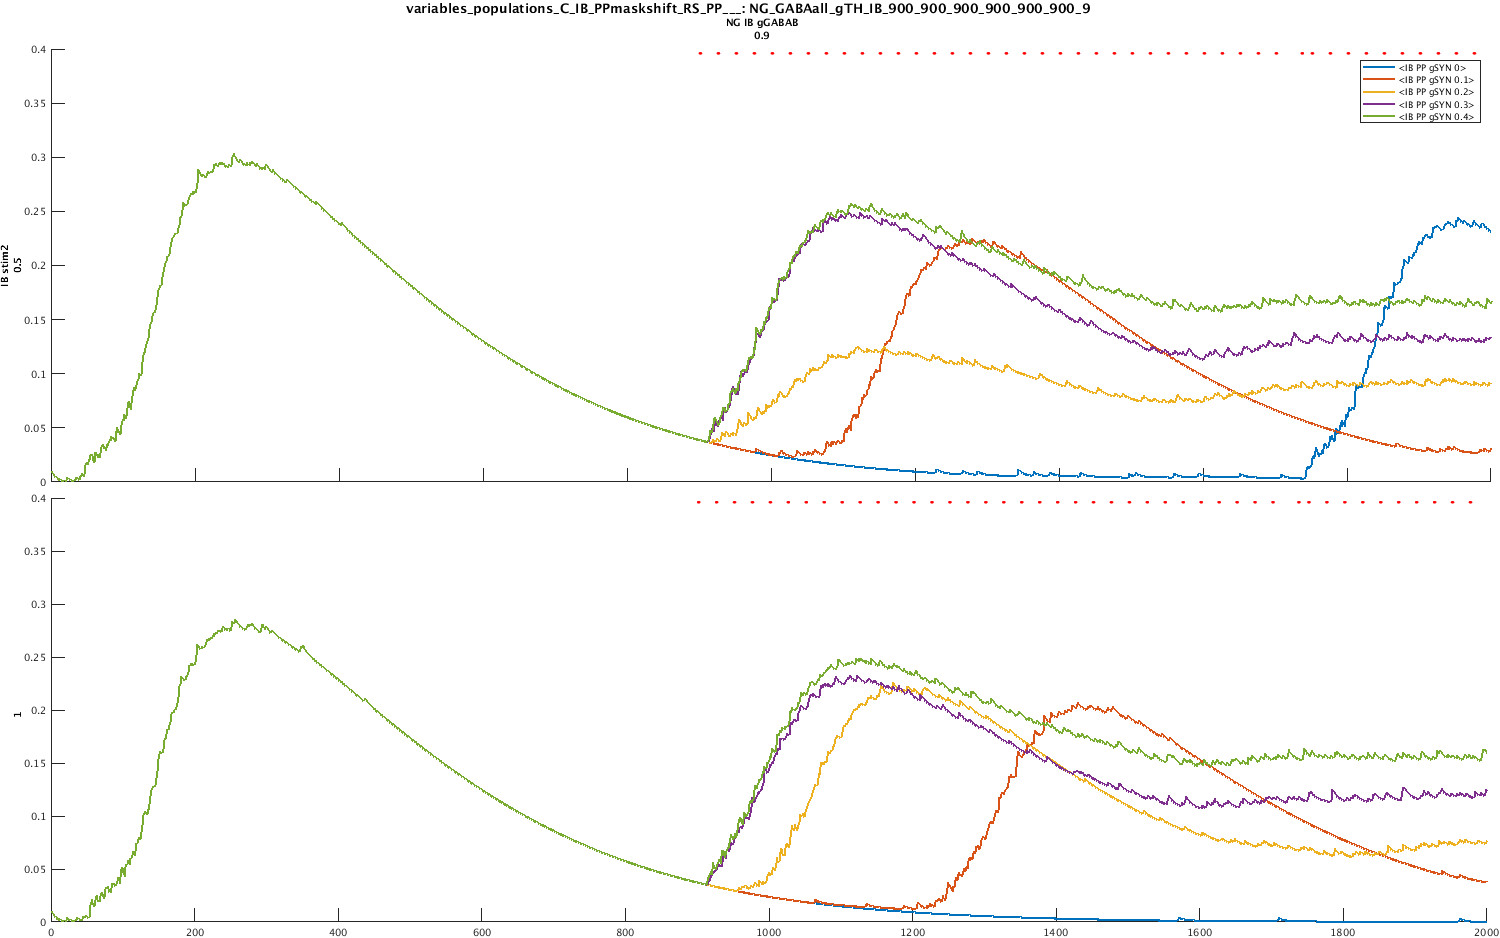 variables_populations_C_IB_PPmaskshift_RS_PP___: NG_GABAall_gTH_IB_900_900_900_900_900_900_9
NG IB gGABAB
0.9
0.4
0.35
0.3
0.25
0.2
0.15
0.1
0.05
0
IB stim2
0.5
<IB PP gSYN 0>
<IB PP gSYN 0.1>
<IB PP gSYN 0.2>
<IB PP gSYN 0.3>
<IB PP gSYN 0.4>
0.4
0.35
0.3
0.25
0.2
0.15
0.1
0.05
0
1
0 200 400 600 800 1000 1200 1400 1600 1800 2000